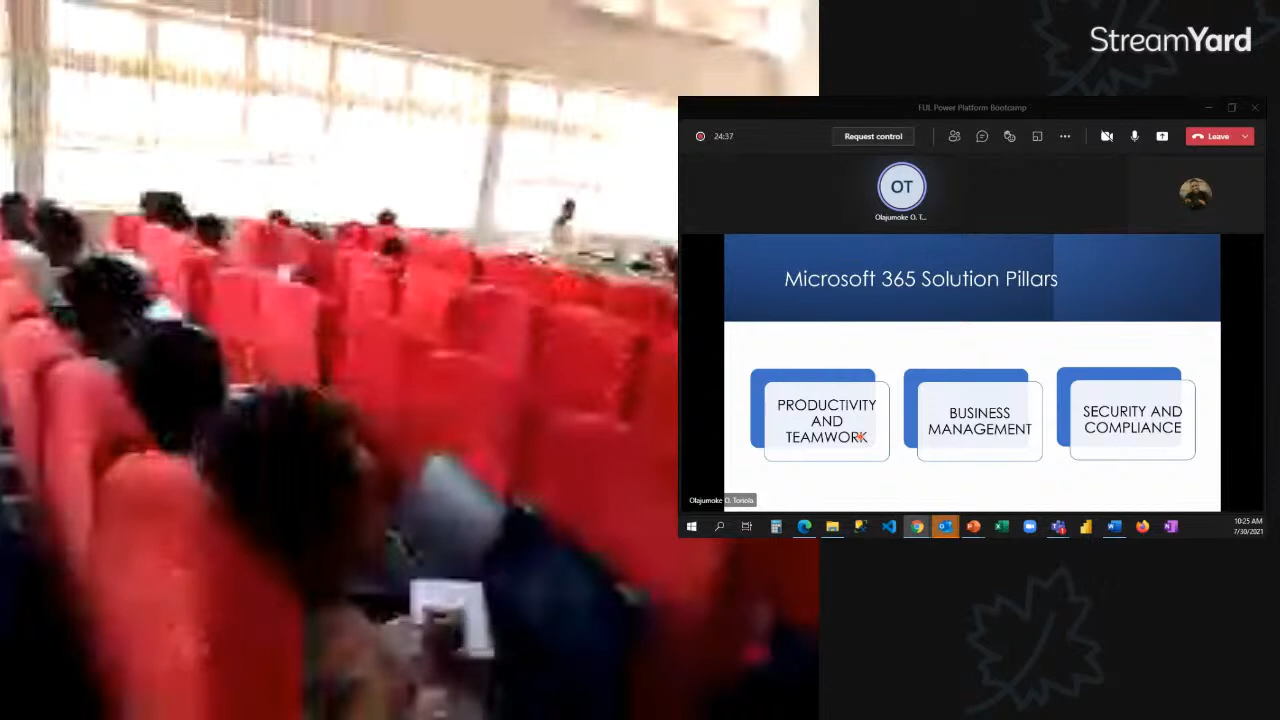 StreamYard
FUL Power Platform Bootcamp
24:37
Request control
Leave
OT
Olajumoke O. T...
Microsoft 365 Solution Pillars
PRODUCTIVITY
AND
TEAMWORK
BUSINESS
MANAGEMENT
SECURITY AND
COMPLIANCE
Olajumoke O. Toriola
10:25 AM
7/30/2021